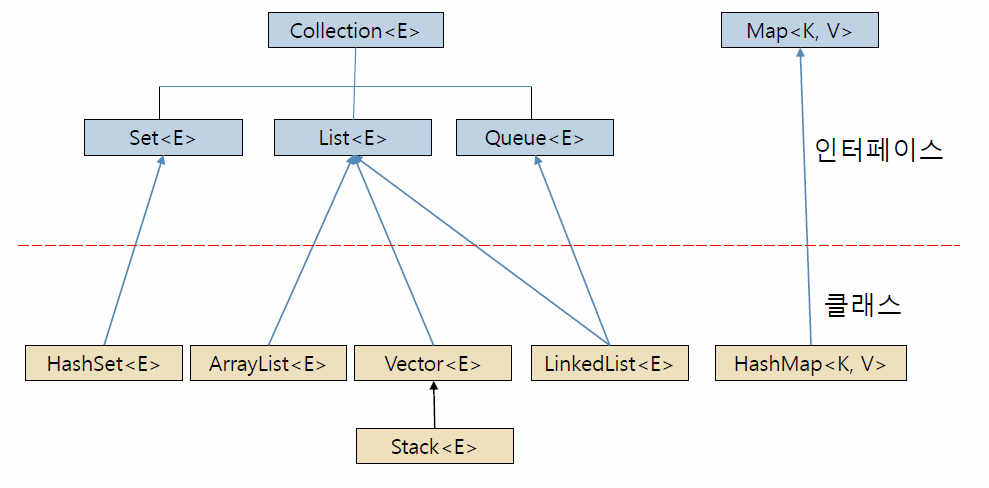 Collection<E>
Map<K, V>
Set<E>
List<E>
Queue<E>
인터페이스
클래스
HashSet<E>
ArrayList<E>
Vector<E>
LinkedList<E>
HashMap<K, V>
Stack<E>